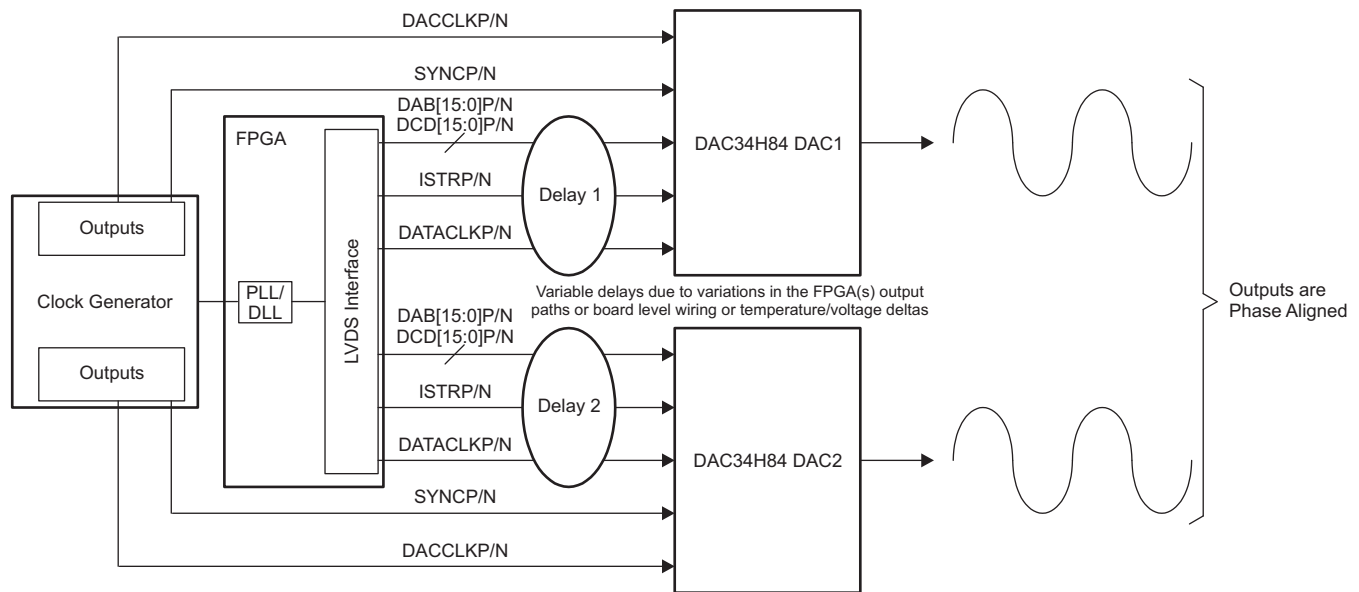 DACCLKP/N
SYNCP/N
DAB[15:0]P/N
DCD[15:0]P/N
FPGA
DAC34H84 DAC1
ISTRP/N
Delay 1
Outputs
DATACLKP/N
Clock Generator
PLL/
DLL
LVDS Interface
Variable delays due to variations in the FPGA(s) output
paths or board level wiring or temperature/voltage deltas
Outputs are
Phase Aligned
DAB[15:0]P/N
DCD[15:0]P/N
Outputs
ISTRP/N
Delay 2
DATACLKP/N
DAC34H84 DAC2
SYNCP/N
DACCLKP/N